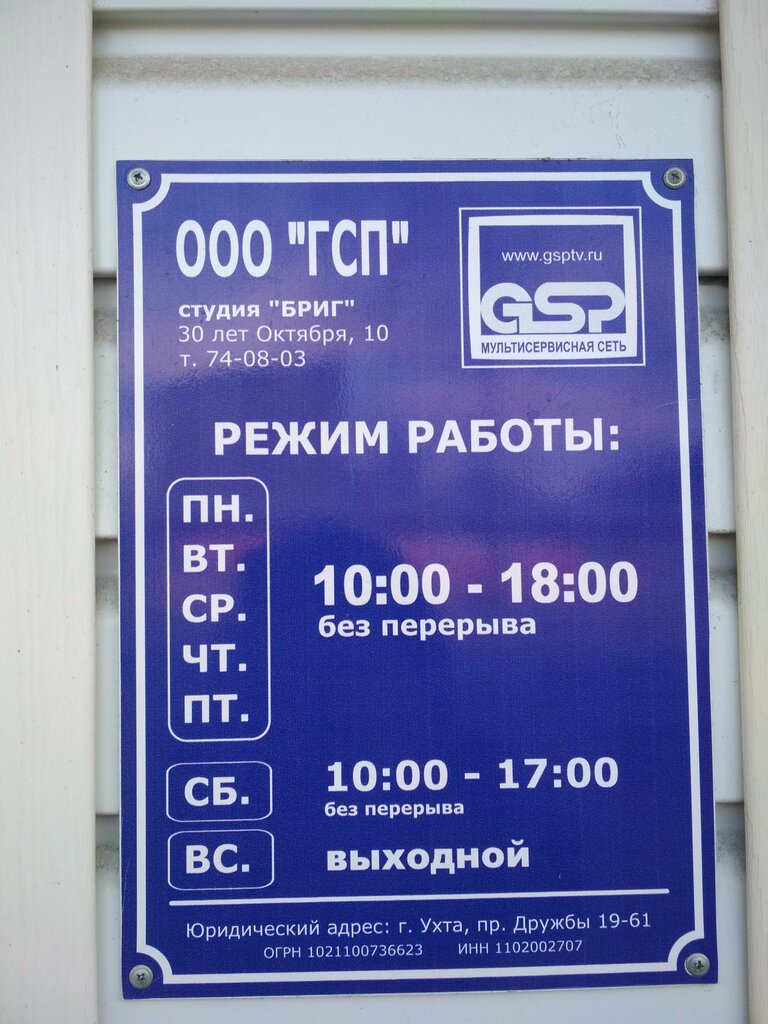 ООО "ГСП"
студия "БРИГ"
30 лет Октября, 10
т. 74-08-03
www.gsptv.ru
GSP
МУЛЬТИСЕРВИСНАЯ СЕТЬ
РЕЖИМ РАБОТЫ:
ПН.
ВТ.
СР.
ЧТ.
ПТ.
10:00 - 18:00
без перерыва
СБ.
10:00 - 17:00
без перерыва
ВС.
выходной
Юридический адрес: г. Ухта, пр. Дружбы 19-61
ОГРН 1021100736623 ИНН 1102002707